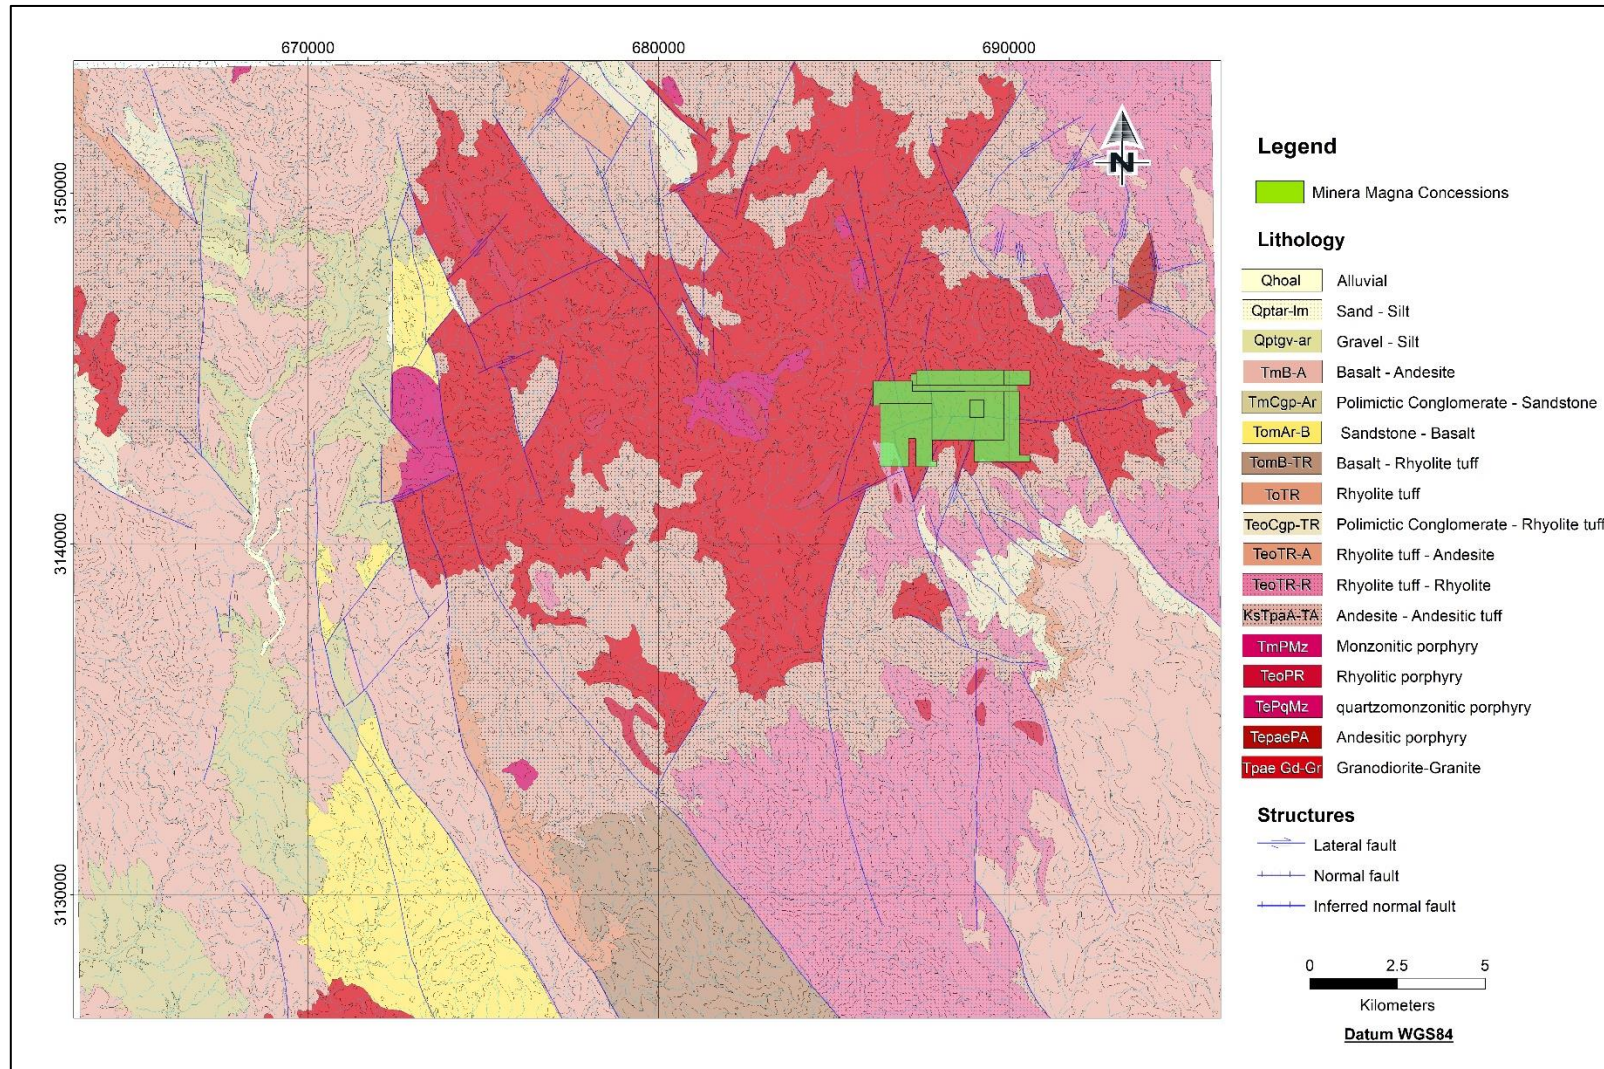 670000
680000
690000
3150000
3140000
3130000
N
Legend
Minera Magna Concessions
Lithology
Qhoal Alluvial
Qptar-lm Sand - Silt
Qptgv-ar Gravel - Silt
TmB-A Basalt - Andesite
TmCgp-Ar Polimictic Conglomerate - Sandstone
TomAr-B Sandstone - Basalt
TomB-TR Basalt - Rhyolite tuff
ToTR Rhyolite tuff
TeoCgp-TR Polimictic Conglomerate - Rhyolite tuff
TeoTR-A Rhyolite tuff - Andesite
TeoTR-R Rhyolite tuff - Rhyolite
KsTpaA-TA Andesite - Andesitic tuff
TmPMz Monzonitic porphyry
TeoPR Rhyolitic porphyry
TePqMz quartzomonzonitic porphyry
TepaePA Andesitic porphyry
Tpae Gd-Gr Granodiorite-Granite
Structures
Lateral fault
Normal fault
Inferred normal fault
0 2.5 5
Kilometers
Datum WGS84